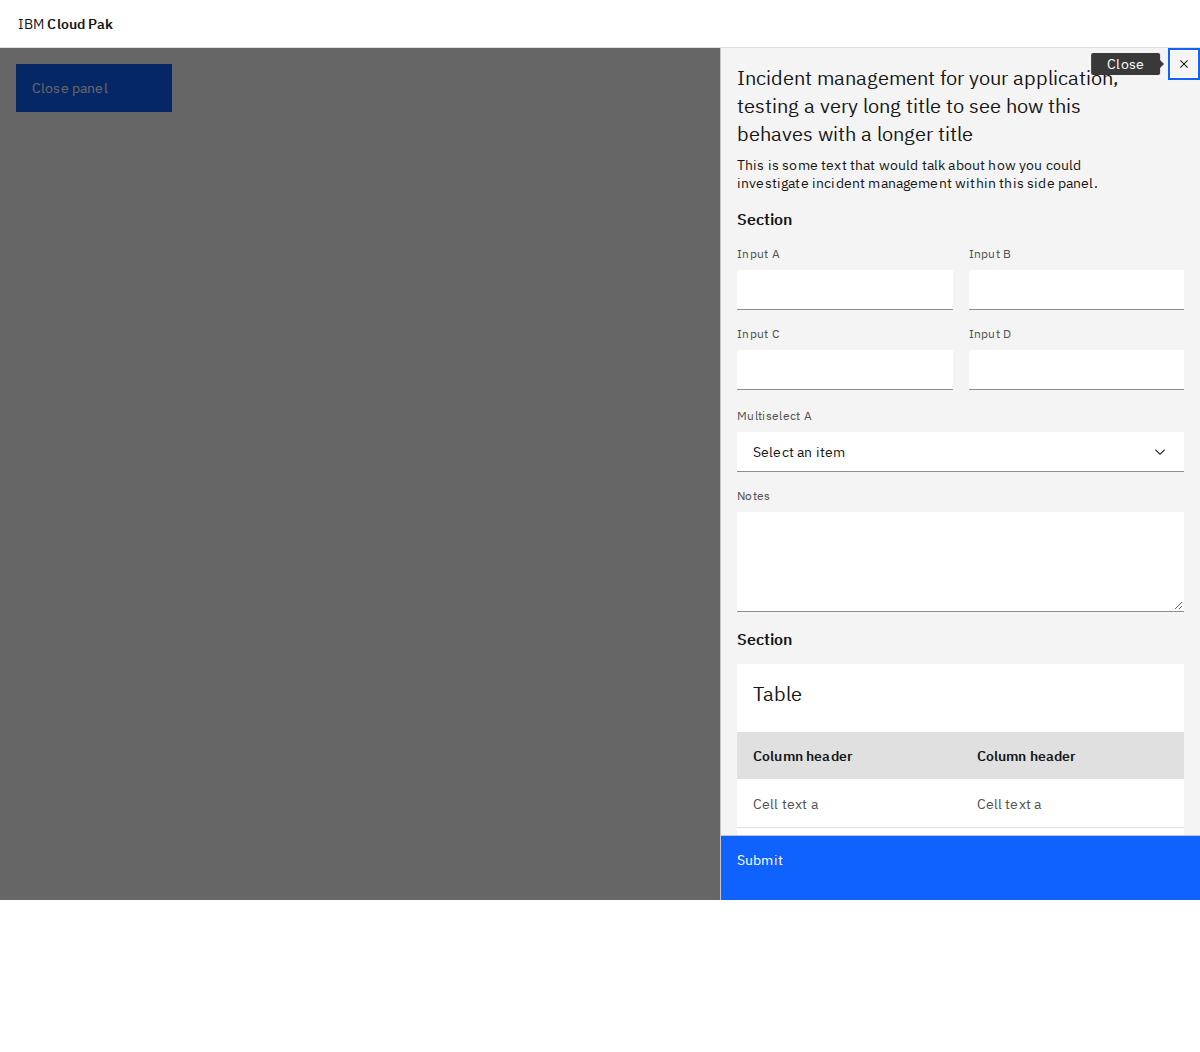 IBM Cloud Pak
Close panel
Close
Incident management for your application,
testing a very long title to see how this
behaves with a longer title
This is some text that would talk about how you could
investigate incident management within this side panel.
Section
Input A
Input B
Input C
Input D
Multiselect A
Select an item
Notes
Section
Table
Column header
Column header
Cell text a
Cell text a
Submit